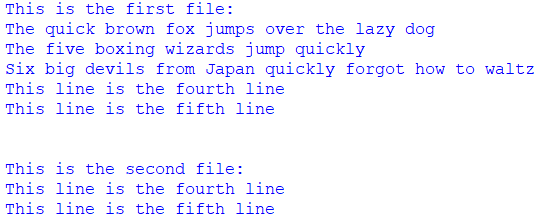 This is the first file:
The quick brown fox jumps over the lazy dog
The five boxing wizards jump quickly
Six big devils from Japan quickly forgot how to waltz
This line is the fourth line
This line is the fifth line
This is the second file:
This line is the fourth line
This line is the fifth line